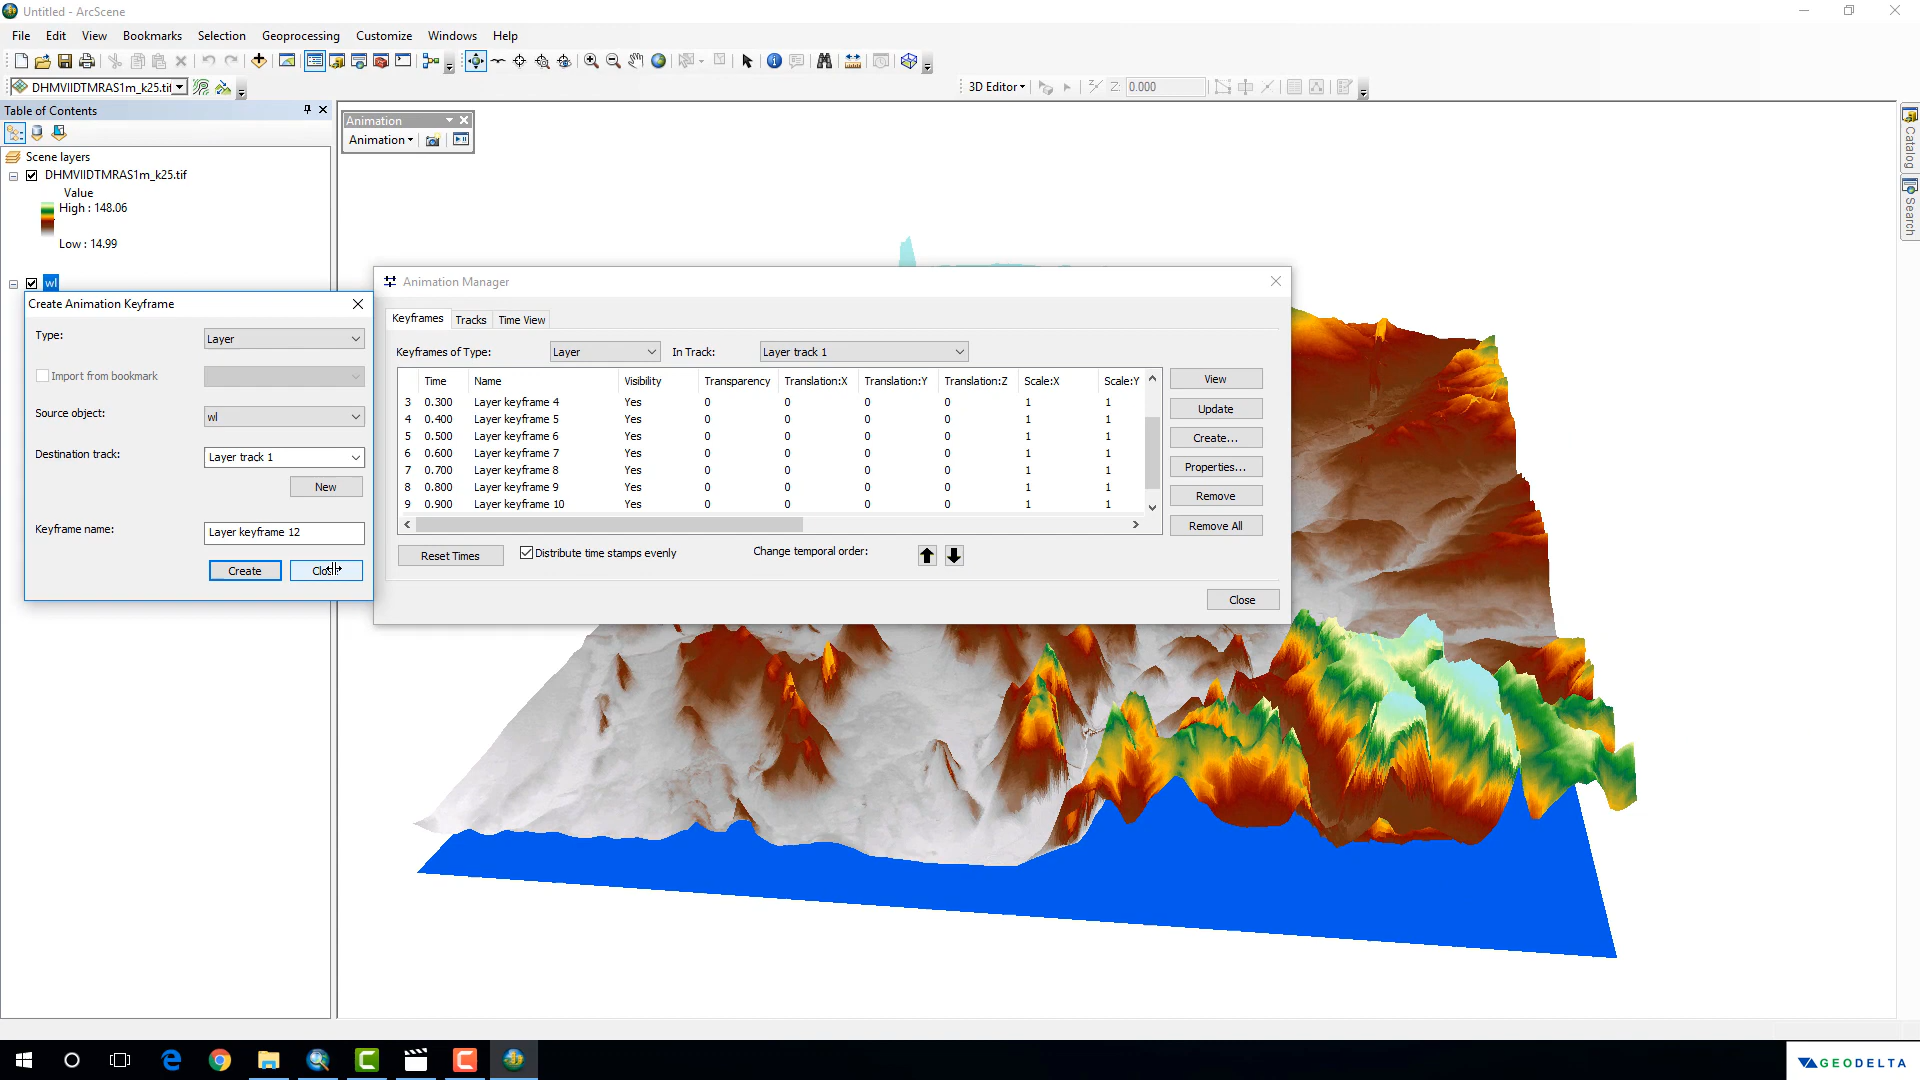 Untitled - ArcScene
File Edit View Bookmarks Selection Geoprocessing Customize Windows Help
DHMVIIDTMRAS1m_k25.tif
3D Editor
Z:
0.000
Table of Contents
Scene layers
DHMVIIDTMRAS1m_k25.tif
Value
High : 148.06
Low : 14.99
wl
Animation
Animation
Create Animation Keyframe
Type:
Layer
Import from bookmark
Source object:
wl
Destination track:
Layer track 1
New
Keyframe name:
Layer keyframe 12
Create
Animation Manager
Keyframes Tracks Time View
Keyframes of Type:
Layer
In Track:
Layer track 1
Time Name Visibility Transparency Translation:X Translation:Y Translation:Z Scale:X Scale:Y
3 0.300 Layer keyframe 4 Yes 0 0 0 0 1 1
4 0.400 Layer keyframe 5 Yes 0 0 0 0 1 1
5 0.500 Layer keyframe 6 Yes 0 0 0 0 1 1
6 0.600 Layer keyframe 7 Yes 0 0 0 0 1 1
7 0.700 Layer keyframe 8 Yes 0 0 0 0 1 1
8 0.800 Layer keyframe 9 Yes 0 0 0 0 1 1
9 0.900 Layer keyframe 10 Yes 0 0 0 0 1 1
View
Update
Create...
Properties...
Remove
Remove All
Reset Times
Distribute time stamps evenly
Change temporal order:
Close
Catalog
Search
GEODELTA